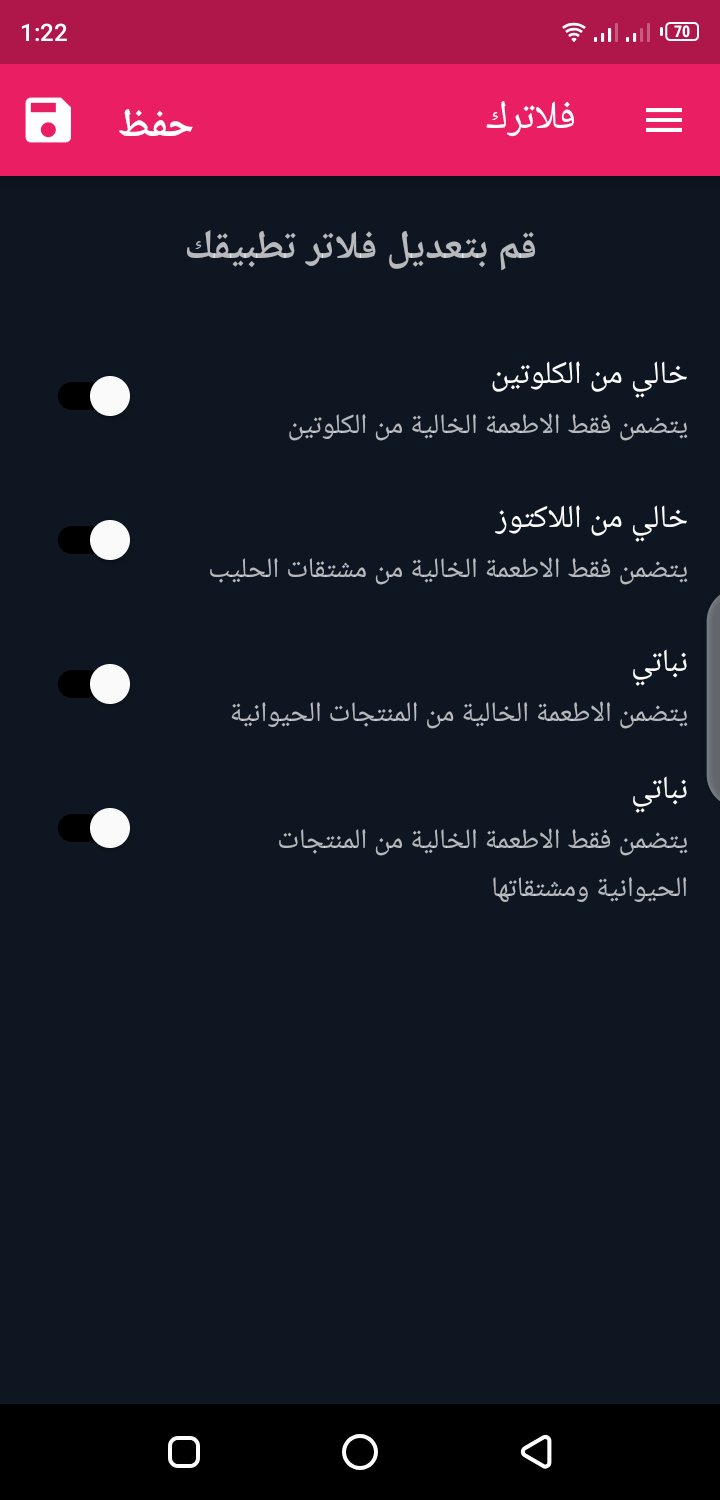 1:22
70
فلاترك
حفظ
قم بتعديل فلاتر تطبيقك
خالي من الكلوتين
يتضمن فقط الاطعمة الخالية من الكلوتين
خالي من اللاكتوز
يتضمن فقط الاطعمة الخالية من مشتقات الحليب
نباتي
يتضمن الاطعمة الخالية من المنتجات الحيوانية
نباتي
يتضمن فقط الاطعمة الخالية من المنتجات
الحيوانية ومشتقاتها